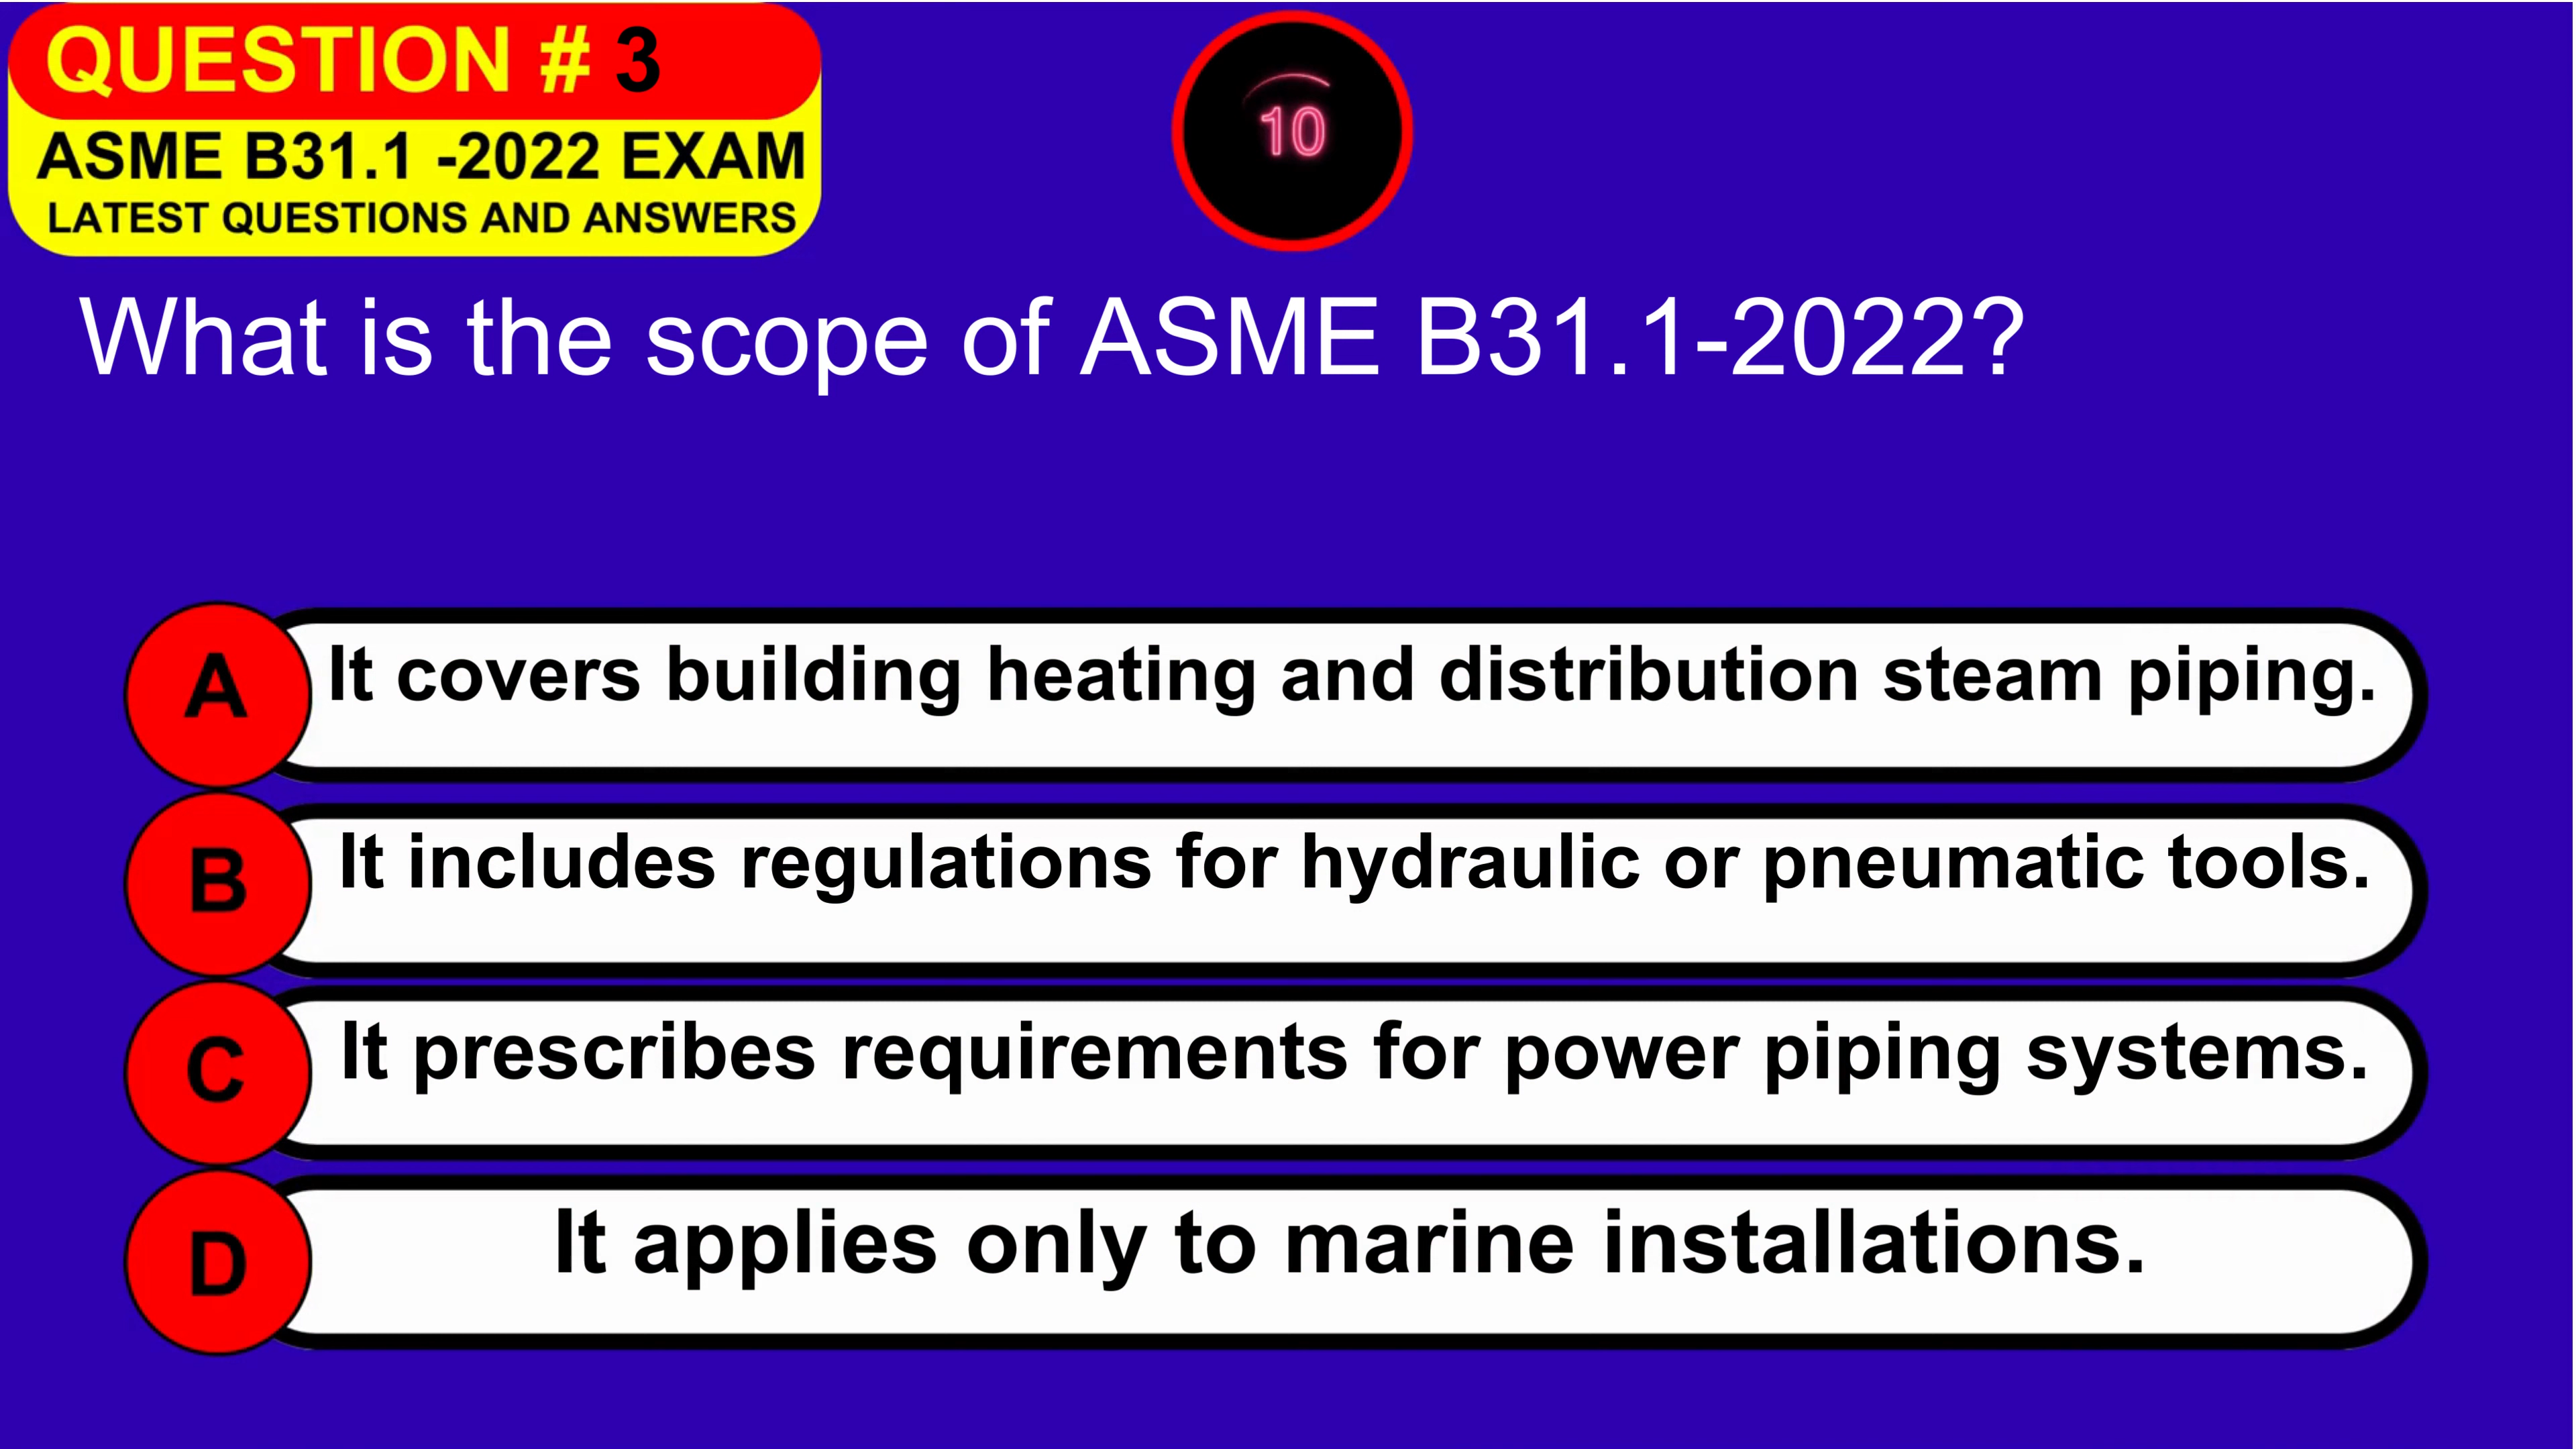 QUESTION # 3
ASME B31.1 -2022 EXAM
LATEST QUESTIONS AND ANSWERS
10
What is the scope of ASME B31.1-2022?
A It covers building heating and distribution steam piping.
B It includes regulations for hydraulic or pneumatic tools.
C It prescribes requirements for power piping systems.
D It applies only to marine installations.